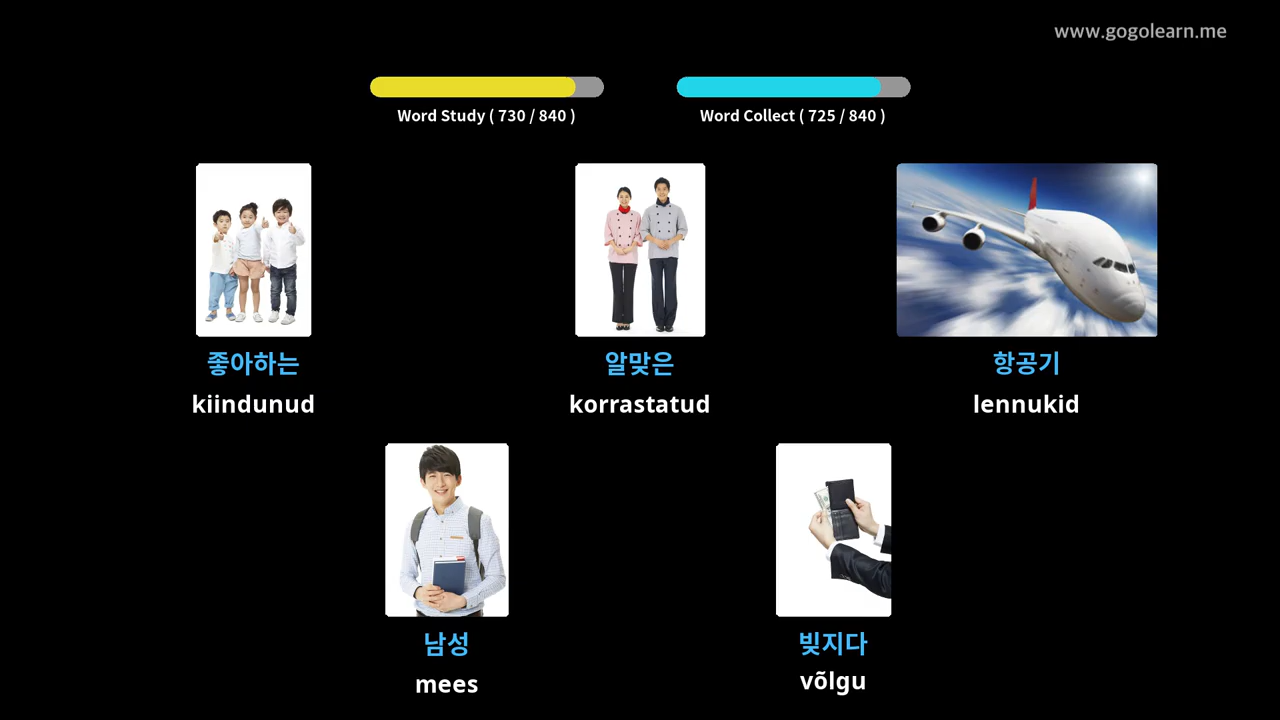 www.gogolearn.me
Word Study ( 730 / 840 )
Word Collect ( 725 / 840 )
좋아하는
kiindunud
알맞은
korrastatud
항공기
lennukid
남성
mees
빚지다
võlgu